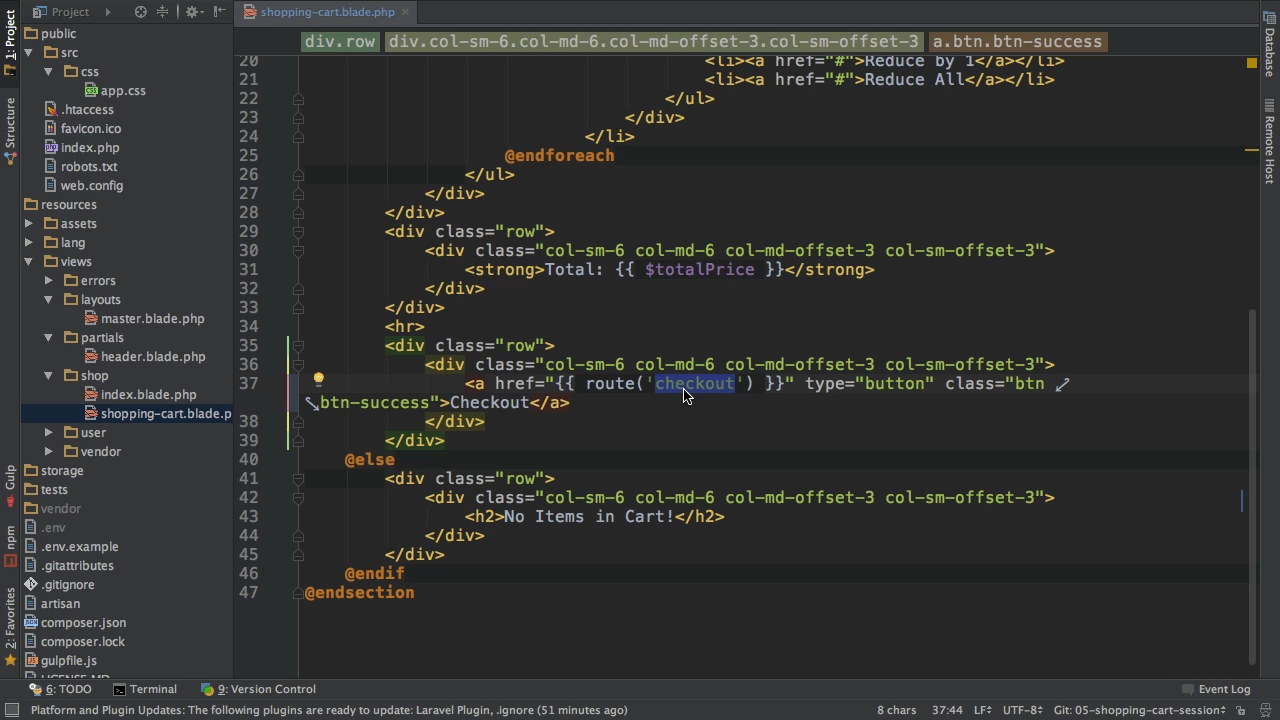 1: Project
Project
shopping-cart.blade.php
div.row div.col-sm-6.col-md-6.col-md-offset-3.col-sm-offset-3 a.btn.btn-success
public
src
css
app.css
.htaccess
favicon.ico
index.php
robots.txt
web.config
resources
assets
lang
views
errors
layouts
master.blade.php
partials
header.blade.php
shop
index.blade.php
shopping-cart.blade.p
user
vendor
storage
tests
vendor
.env
.env.example
.gitattributes
.gitignore
artisan
composer.json
composer.lock
gulpfile.js
LICENSE.MD
Structure
Gulp
npm
2: Favorites
20 <li><a href="#">Reduce by 1</a></li>
21 <li><a href="#">Reduce All</a></li>
22 </ul>
23 </div>
24 </li>
25 @endforeach
26 </ul>
27 </div>
28 </div>
29 <div class="row">
30 <div class="col-sm-6 col-md-6 col-md-offset-3 col-sm-offset-3">
31 <strong>Total: {{ $totalPrice }}</strong>
32 </div>
33 </div>
34 <hr>
35 <div class="row">
36 <div class="col-sm-6 col-md-6 col-md-offset-3 col-sm-offset-3">
37 <a href="{{ route('checkout') }}" type="button" class="btn
btn-success">Checkout</a>
38 </div>
39 </div>
40 @else
41 <div class="row">
42 <div class="col-sm-6 col-md-6 col-md-offset-3 col-sm-offset-3">
43 <h2>No Items in Cart!</h2>
44 </div>
45 </div>
46 @endif
47 @endsection
Database
Remote Host
6: TODO Terminal 9: Version Control Event Log
Platform and Plugin Updates: The following plugins are ready to update: Laravel Plugin, .ignore (51 minutes ago) 8 chars 37:44 LF÷ UTF-8÷ Git: 05-shopping-cart-session÷